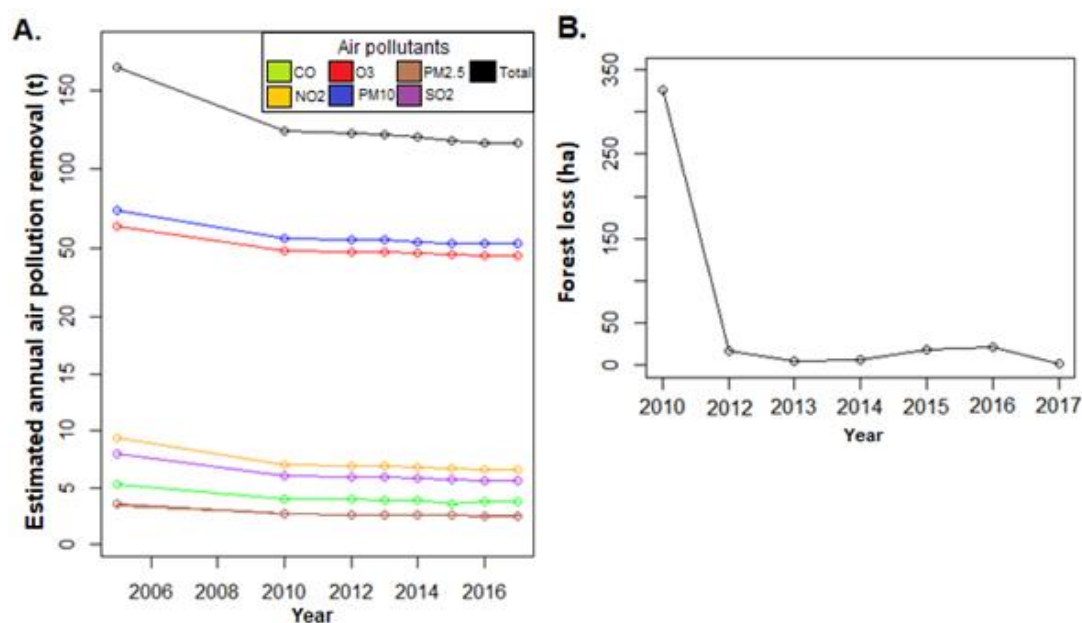 A.
Air pollutants
CO O3 PM2.5 Total
NO2 PM10 SO2
Estimated annual air pollution removal (t)
150
100
50
20
15
10
5
0
2006 2008 2010 2012 2014 2016
Year
B.
Forest loss (ha)
350
250
150
50
0
2010 2012 2013 2014 2015 2016 2017
Year